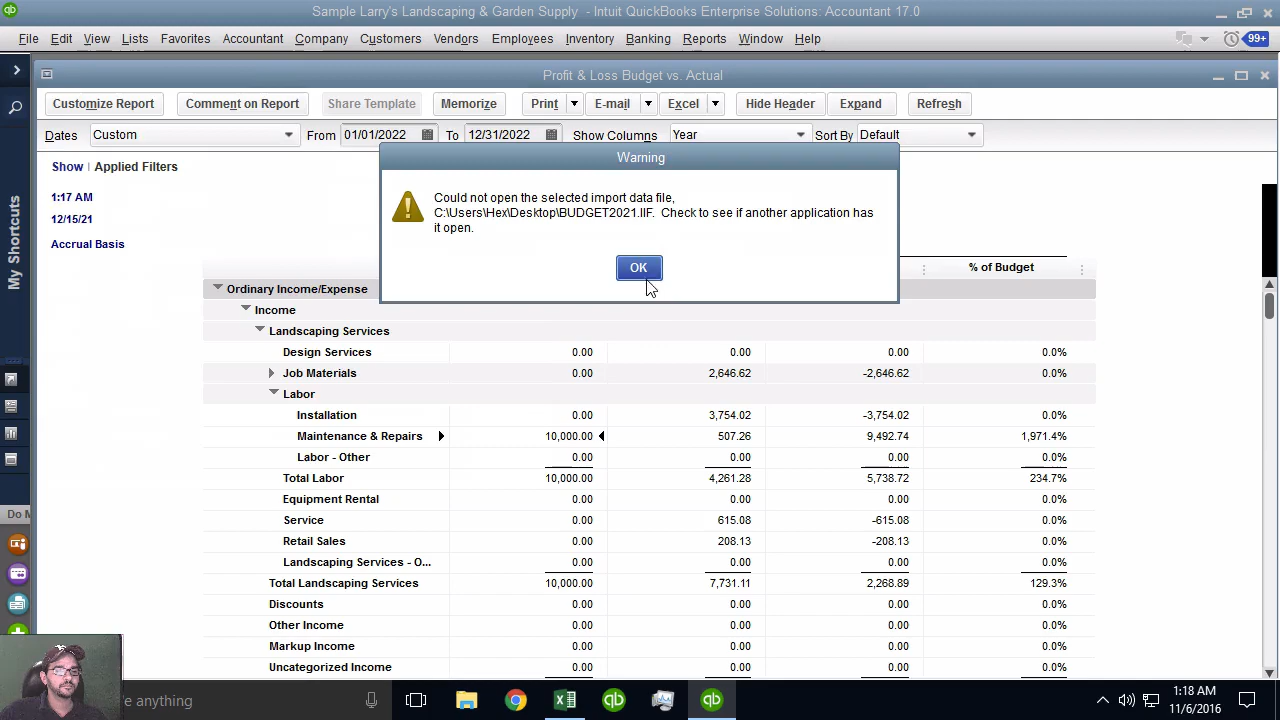 Sample Larry's Landscaping & Garden Supply - Intuit QuickBooks Enterprise Solutions: Accountant 17.0
File Edit View Lists Favorites Accountant Company Customers Vendors Employees Inventory Banking Reports Window Help 99+
Profit & Loss Budget vs. Actual
Customize Report Comment on Report Share Template Memorize Print E-mail Excel Hide Header Expand Refresh
Dates Custom From 01/01/2022 To 12/31/2022 Show Columns Year Sort By Default
Show | Applied Filters
1:17 AM
12/15/21
Accrual Basis
My Shortcuts
Do M
Warning
Could not open the selected import data file,
C:\Users\Hex\Desktop\BUDGET2021.IIF. Check to see if another application has
it open.
OK
% of Budget
Ordinary Income/Expense
Income
Landscaping Services
Design Services 0.00 0.00 0.00 0.0%
Job Materials 0.00 2,646.62 -2,646.62 0.0%
Labor
Installation 0.00 3,754.02 -3,754.02 0.0%
Maintenance & Repairs 10,000.00 507.26 9,492.74 1,971.4%
Labor - Other 0.00 0.00 0.00 0.0%
Total Labor 10,000.00 4,261.28 5,738.72 234.7%
Equipment Rental 0.00 0.00 0.00 0.0%
Service 0.00 615.08 -615.08 0.0%
Retail Sales 0.00 208.13 -208.13 0.0%
Landscaping Services - O... 0.00 0.00 0.00 0.0%
Total Landscaping Services 10,000.00 7,731.11 2,268.89 129.3%
Discounts 0.00 0.00 0.00 0.0%
Other Income 0.00 0.00 0.00 0.0%
Markup Income 0.00 0.00 0.00 0.0%
Uncategorized Income 0.00 0.00 0.00 0.0%
e anything
1:18 AM
11/6/2016